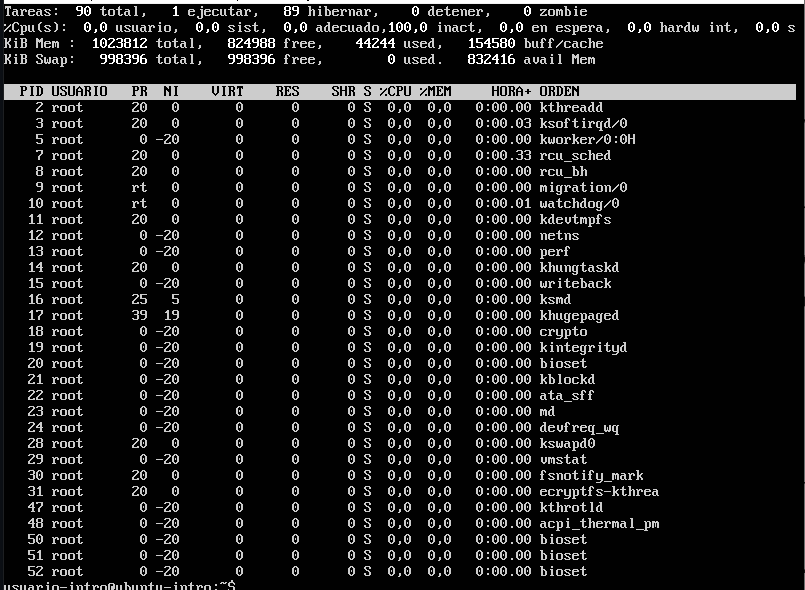 Tareas:  90 total,   1 ejecutar,  89 hibernar,   0 detener,   0 zombie
%Cpu(s):  0,0 usuario,  0,0 sist,  0,0 adecuado,100,0 inact,  0,0 en espera,  0,0 hardw int,  0,0 s
KiB Mem :  1023812 total,   824988 free,    44244 used,   154580 buff/cache
KiB Swap:   998396 total,   998396 free,        0 used.   832416 avail Mem
PID USUARIO   PR  NI    VIRT    RES    SHR S %CPU %MEM     HORA+ ORDEN
2 root      20   0       0      0      0 S  0,0  0,0   0:00.00 kthreadd
3 root      20   0       0      0      0 S  0,0  0,0   0:00.03 ksoftirqd/0
5 root       0 -20       0      0      0 S  0,0  0,0   0:00.00 kworker/0:0H
7 root      20   0       0      0      0 S  0,0  0,0   0:00.33 rcu_sched
8 root      20   0       0      0      0 S  0,0  0,0   0:00.00 rcu_bh
9 root      rt   0       0      0      0 S  0,0  0,0   0:00.00 migration/0
10 root      rt   0       0      0      0 S  0,0  0,0   0:00.01 watchdog/0
11 root      20   0       0      0      0 S  0,0  0,0   0:00.00 kdevtmpfs
12 root       0 -20       0      0      0 S  0,0  0,0   0:00.00 netns
13 root       0 -20       0      0      0 S  0,0  0,0   0:00.00 perf
14 root      20   0       0      0      0 S  0,0  0,0   0:00.00 khungtaskd
15 root       0 -20       0      0      0 S  0,0  0,0   0:00.00 writeback
16 root      25   5       0      0      0 S  0,0  0,0   0:00.00 ksmd
17 root      39  19       0      0      0 S  0,0  0,0   0:00.00 khugepaged
18 root       0 -20       0      0      0 S  0,0  0,0   0:00.00 crypto
19 root       0 -20       0      0      0 S  0,0  0,0   0:00.00 kintegrityd
20 root       0 -20       0      0      0 S  0,0  0,0   0:00.00 bioset
21 root       0 -20       0      0      0 S  0,0  0,0   0:00.00 kblockd
22 root       0 -20       0      0      0 S  0,0  0,0   0:00.00 ata_sff
23 root       0 -20       0      0      0 S  0,0  0,0   0:00.00 md
24 root       0 -20       0      0      0 S  0,0  0,0   0:00.00 devfreq_wq
28 root      20   0       0      0      0 S  0,0  0,0   0:00.00 kswapd0
29 root       0 -20       0      0      0 S  0,0  0,0   0:00.00 vmstat
30 root      20   0       0      0      0 S  0,0  0,0   0:00.00 fsnotify_mark
31 root      20   0       0      0      0 S  0,0  0,0   0:00.00 ecryptfs-kthrea
47 root       0 -20       0      0      0 S  0,0  0,0   0:00.00 kthrotld
48 root       0 -20       0      0      0 S  0,0  0,0   0:00.00 acpi_thermal_pm
50 root       0 -20       0      0      0 S  0,0  0,0   0:00.00 bioset
51 root       0 -20       0      0      0 S  0,0  0,0   0:00.00 bioset
52 root       0 -20       0      0      0 S  0,0  0,0   0:00.00 bioset
usuario-intro@ubuntu-intro:~$